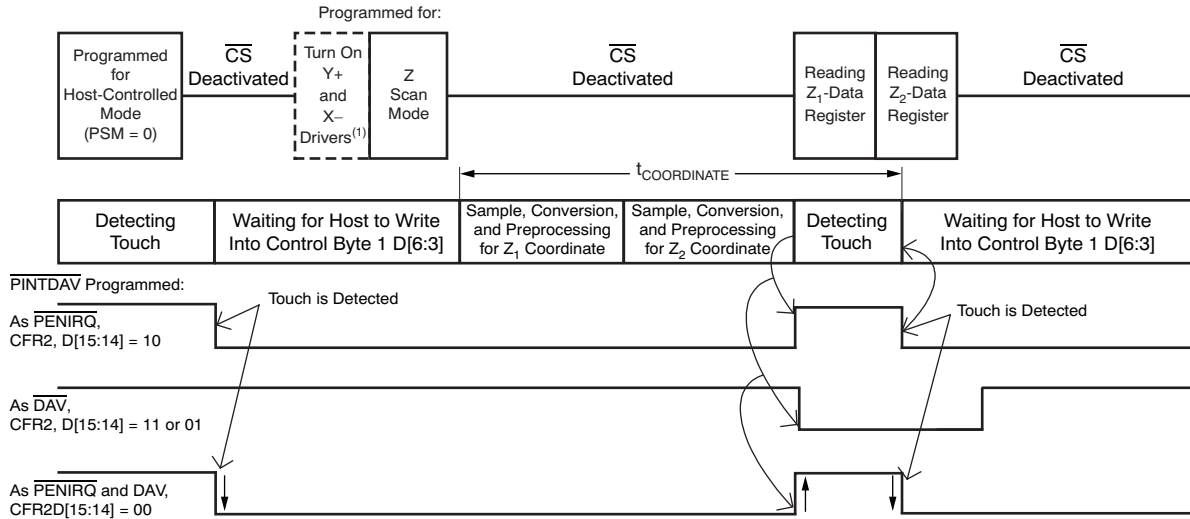 Programmed for:
Programmed
for
Host-Controlled
Mode
(PSM = 0)
CS
Deactivated
Turn On
Y+
and
X–
Drivers(1)
Z
Scan
Mode
CS
Deactivated
Reading
Z1-Data
Register
Reading
Z2-Data
Register
CS
Deactivated
tCOORDINATE
Detecting
Touch
Waiting for Host to Write
Into Control Byte 1 D[6:3]
Sample, Conversion,
and Preprocessing
for Z1 Coordinate
Sample, Conversion,
and Preprocessing
for Z2 Coordinate
Detecting
Touch
Waiting for Host to Write
Into Control Byte 1 D[6:3]
PINTDAV Programmed:
Touch is Detected
Touch is Detected
As PENIRQ,
CFR2, D[15:14] = 10
As DAV,
CFR2, D[15:14] = 11 or 01
As PENIRQ and DAV,
CFR2D[15:14] = 00